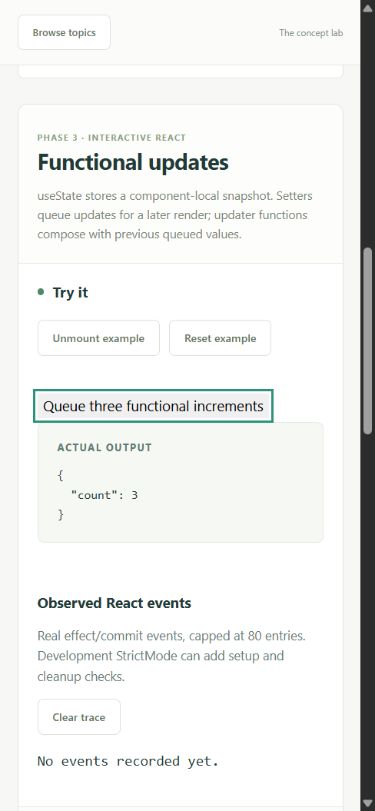 Browse topics
The concept lab
PHASE 3 · INTERACTIVE REACT
Functional updates
useState stores a component-local snapshot. Setters
queue updates for a later render; updater functions
compose with previous queued values.
Try it
Unmount example
Reset example
Queue three functional increments
ACTUAL OUTPUT
{
"count": 3
}
Observed React events
Real effect/commit events, capped at 80 entries.
Development StrictMode can add setup and
cleanup checks.
Clear trace
No events recorded yet.